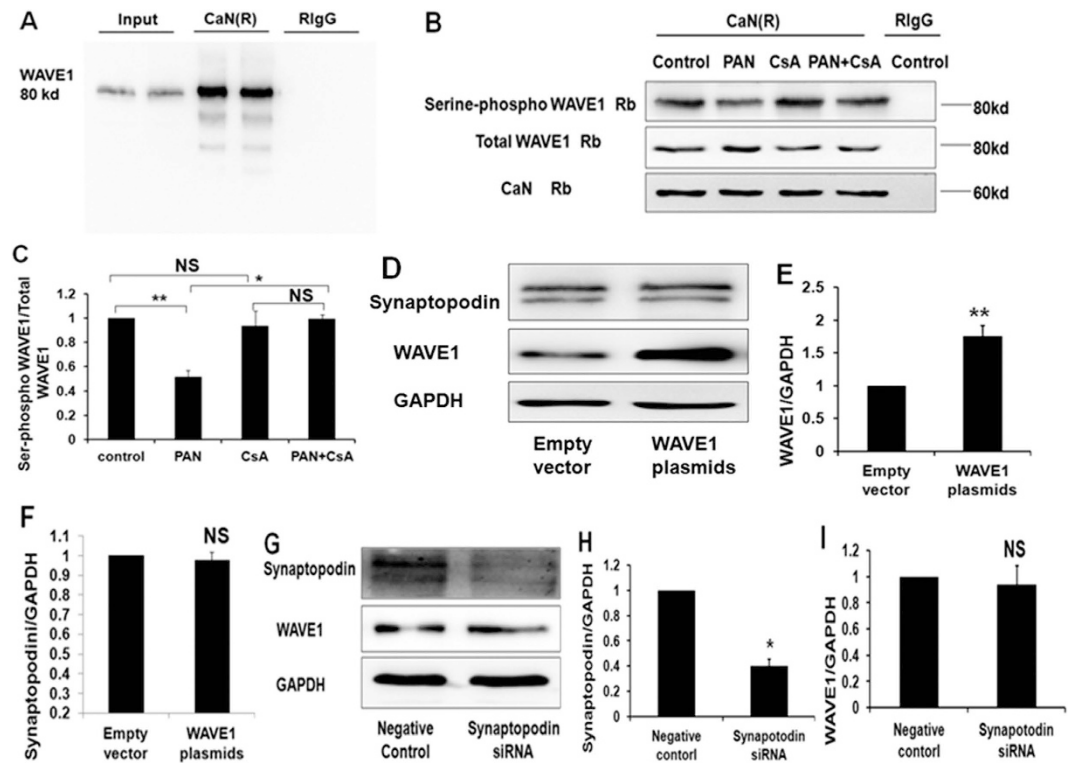 A
Input CaN(R) RIgG
WAVE1
80 kd
B
CaN(R) RIgG
Control PAN CsA PAN+CsA Control
Serine-phospho WAVE1 Rb 80kd
Total WAVE1 Rb 80kd
CaN Rb 60kd
C
Ser-phospho WAVE1/Total
WAVE1
NS
*
**
NS
1.2
1
0.8
0.6
0.4
0.2
0
control PAN CsA PAN+CsA
D
Synaptopodin
WAVE1
GAPDH
Empty
vector
WAVE1
plasmids
E
WAVE1/GAPDH
2.5
2
1.5
1
0.5
0
**
Empty
vector
WAVE1
plasmids
F
Synaptopodini/GAPDH
1.1
1
0.9
0.8
0.7
0.6
0.5
0.4
0.3
0.2
NS
Empty
vector
WAVE1
plasmids
G
Synaptopodin
WAVE1
GAPDH
Negative
Control
Synaptopodin
siRNA
H
Synaptopodin/GAPDH
1.2
1
0.8
0.6
0.4
0.2
0
*
Negative
contorl
Synapotodin
siRNA
I
WAVE1/GAPDH
1.2
1
0.8
0.6
0.4
0.2
0
NS
Negative
contorl
Synapotodin
siRNA